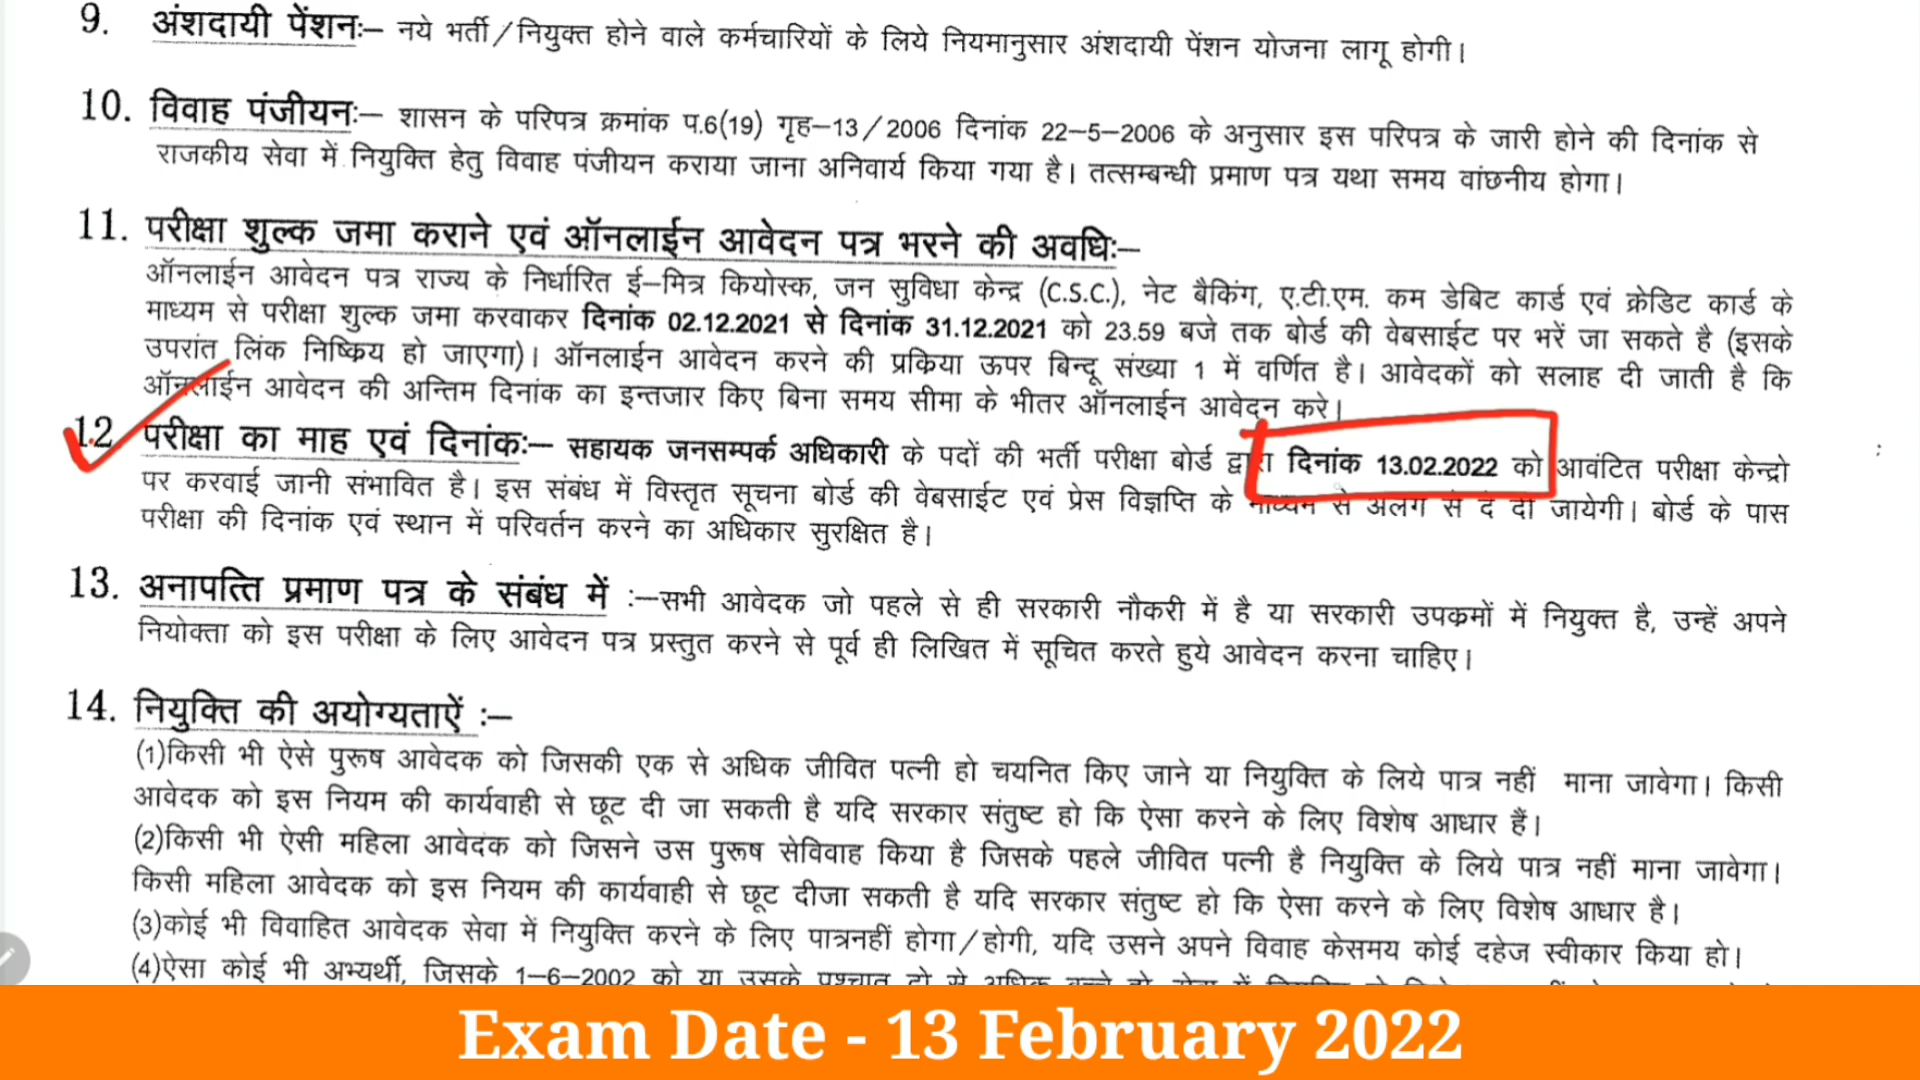 9. अंशदायी पेंशनः– नये भर्ती/नियुक्त होने वाले कर्मचारियों के लिये नियमानुसार अंशदायी पेंशन योजना लागू होगी।
10. विवाह पंजीयनः– शासन के परिपत्र क्रमांक प.6(19) गृह–13/2006 दिनांक 22–5–2006 के अनुसार इस परिपत्र के जारी होने की दिनांक से
राजकीय सेवा में नियुक्ति हेतु विवाह पंजीयन कराया जाना अनिवार्य किया गया है। तत्सम्बन्धी प्रमाण पत्र यथा समय वांछनीय होगा।
11. परीक्षा शुल्क जमा कराने एवं ऑनलाईन आवेदन पत्र भरने की अवधिः–
ऑनलाईन आवेदन पत्र राज्य के निर्धारित ई–मित्र कियोस्क, जन सुविधा केन्द्र (C.S.C.), नेट बैकिंग, ए.टी.एम. कम डेबिट कार्ड एवं क्रेडिट कार्ड के
माध्यम से परीक्षा शुल्क जमा करवाकर दिनांक 02.12.2021 से दिनांक 31.12.2021 को 23.59 बजे तक बोर्ड की वेबसाईट पर भरें जा सकते है (इसके
उपरांत लिंक निष्क्रिय हो जाएगा)। ऑनलाईन आवेदन करने की प्रक्रिया ऊपर बिन्दू संख्या 1 में वर्णित है। आवेदकों को सलाह दी जाती है कि
ऑनलाईन आवेदन की अन्तिम दिनांक का इन्तजार किए बिना समय सीमा के भीतर ऑनलाईन आवेदन करे।
12 परीक्षा का माह एवं दिनांकः– सहायक जनसम्पर्क अधिकारी के पदों की भर्ती परीक्षा बोर्ड द्वारा दिनांक 13.02.2022 को आवंटित परीक्षा केन्द्रो
पर करवाई जानी संभावित है। इस संबंध में विस्तृत सूचना बोर्ड की वेबसाईट एवं प्रेस विज्ञप्ति के माध्यम से अलग से दे दी जायेगी। बोर्ड के पास
परीक्षा की दिनांक एवं स्थान में परिवर्तन करने का अधिकार सुरक्षित है।
13. अनापत्ति प्रमाण पत्र के संबंध में :–सभी आवेदक जो पहले से ही सरकारी नौकरी में है या सरकारी उपक्रमों में नियुक्त है, उन्हें अपने
नियोक्ता को इस परीक्षा के लिए आवेदन पत्र प्रस्तुत करने से पूर्व ही लिखित में सूचित करते हुये आवेदन करना चाहिए।
14. नियुक्ति की अयोग्यताऐं :–
(1)किसी भी ऐसे पुरूष आवेदक को जिसकी एक से अधिक जीवित पत्नी हो चयनित किए जाने या नियुक्ति के लिये पात्र नहीं माना जावेगा। किसी
आवेदक को इस नियम की कार्यवाही से छूट दी जा सकती है यदि सरकार संतुष्ट हो कि ऐसा करने के लिए विशेष आधार हैं।
(2)किसी भी ऐसी महिला आवेदक को जिसने उस पुरूष सेविवाह किया है जिसके पहले जीवित पत्नी है नियुक्ति के लिये पात्र नहीं माना जावेगा।
किसी महिला आवेदक को इस नियम की कार्यवाही से छूट दीजा सकती है यदि सरकार संतुष्ट हो कि ऐसा करने के लिए विशेष आधार है।
(3)कोई भी विवाहित आवेदक सेवा में नियुक्ति करने के लिए पात्रनहीं होगा/होगी, यदि उसने अपने विवाह केसमय कोई दहेज स्वीकार किया हो।
(4)ऐसा कोई भी अभ्यर्थी, जिसके 1–6–2002 को या उसके पश्चात दो से अधिक
Exam Date - 13 February 2022